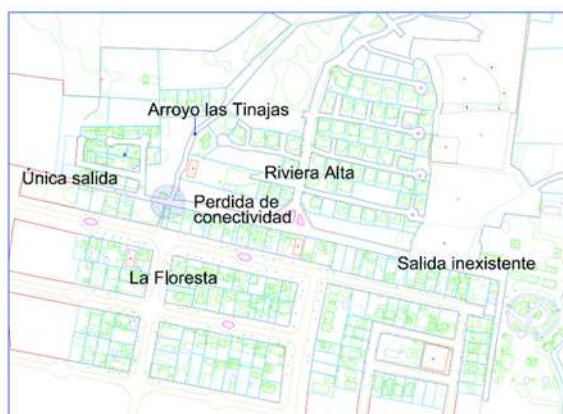 Arroyo las Tinajas
Única salida
Riviera Alta
Perdida de
conectividad
Salida inexistente
La Floresta